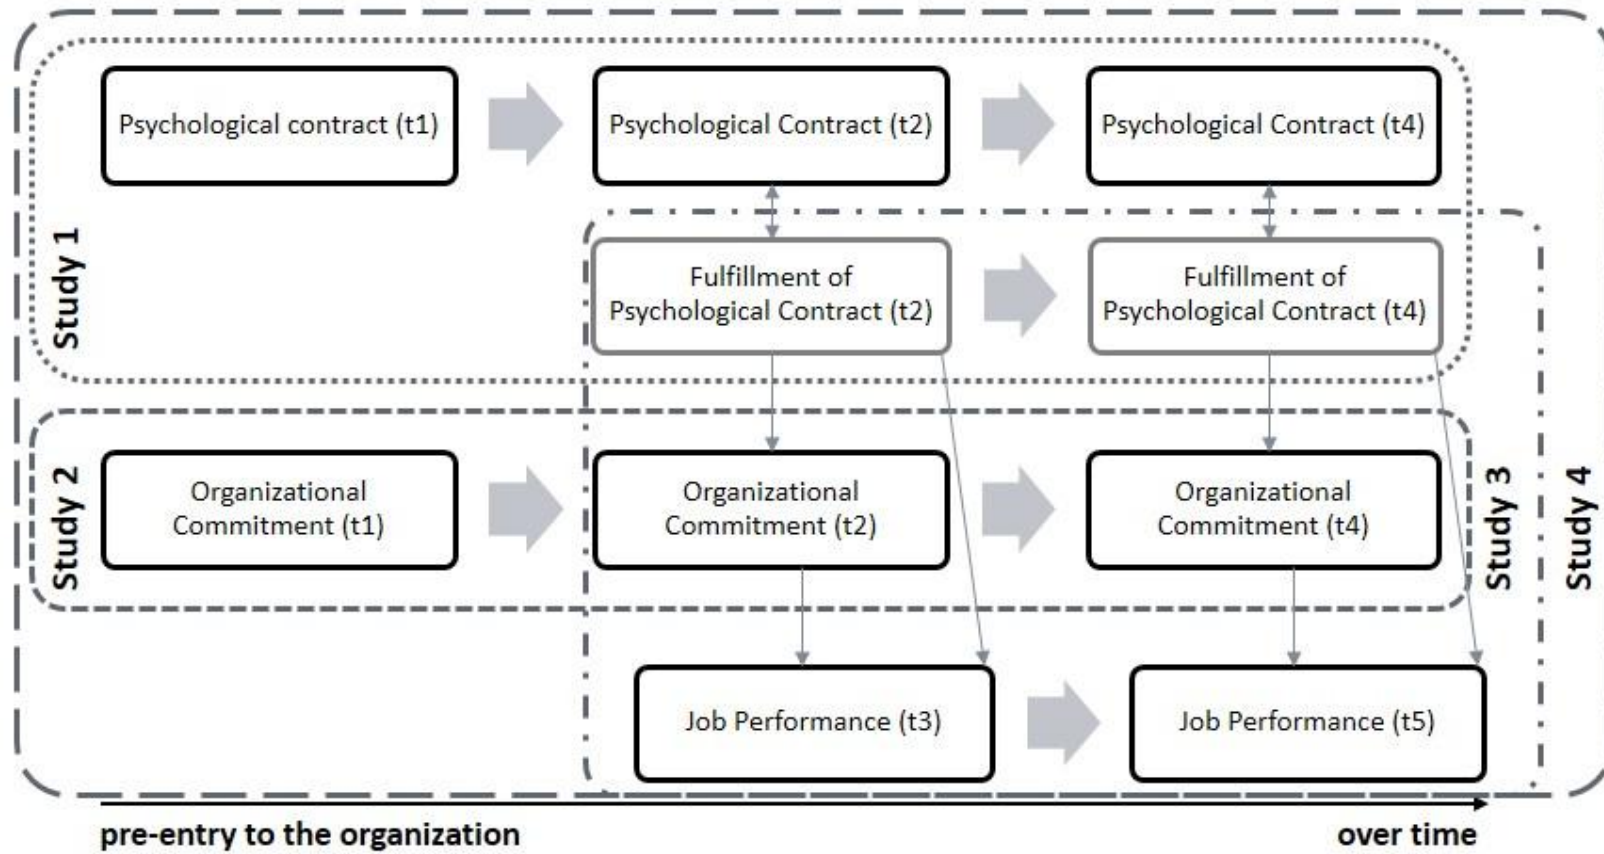 Psychological contract (t1)
Psychological Contract (t2)
Psychological Contract (t4)
Study 1
Fulfillment of
Psychological Contract (t2)
Fulfillment of
Psychological Contract (t4)
Study 2
Organizational
Commitment (t1)
Organizational
Commitment (t2)
Organizational
Commitment (t4)
Study 3
Study 4
Job Performance (t3)
Job Performance (t5)
pre-entry to the organization
over time